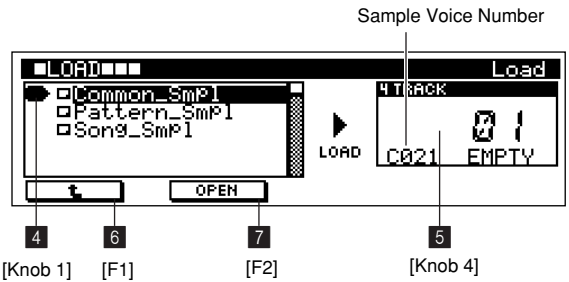 Sample Voice Number
LOAD
Load
Common_Smpl
Pattern_Smpl
Song_Smpl
LOAD
4 TRACK
01
C021 EMPTY
OPEN
4
6
7
5
[Knob 1]
[F1]
[F2]
[Knob 4]